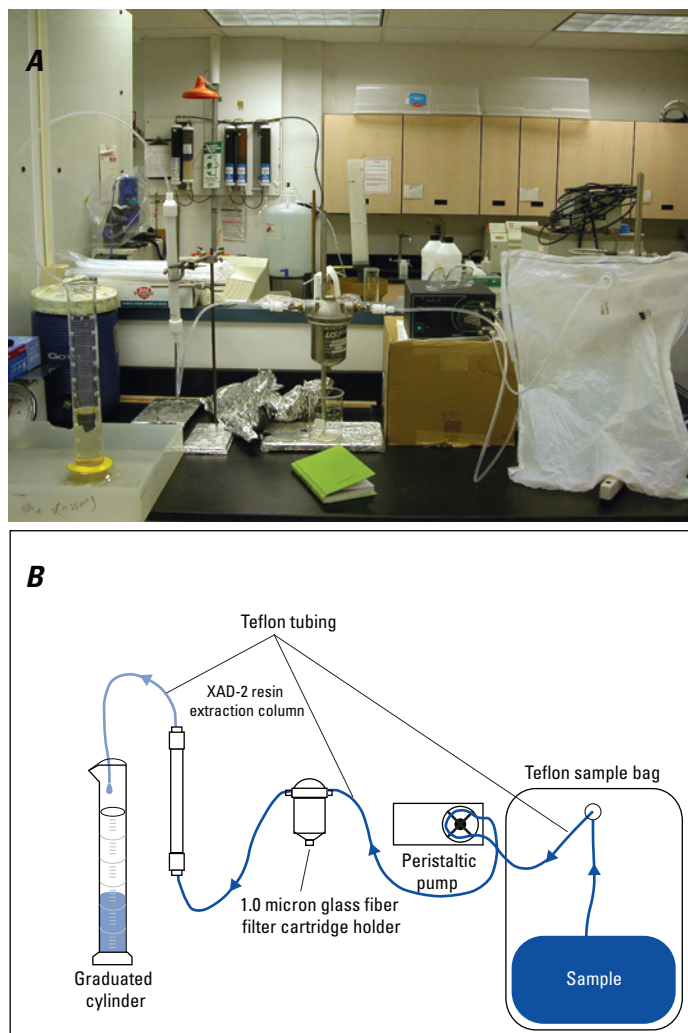 A
B
Teflon tubing
XAD-2 resin
extraction column
Teflon sample bag
Peristaltic
pump
1.0 micron glass fiber
filter cartridge holder
Graduated
cylinder
Sample